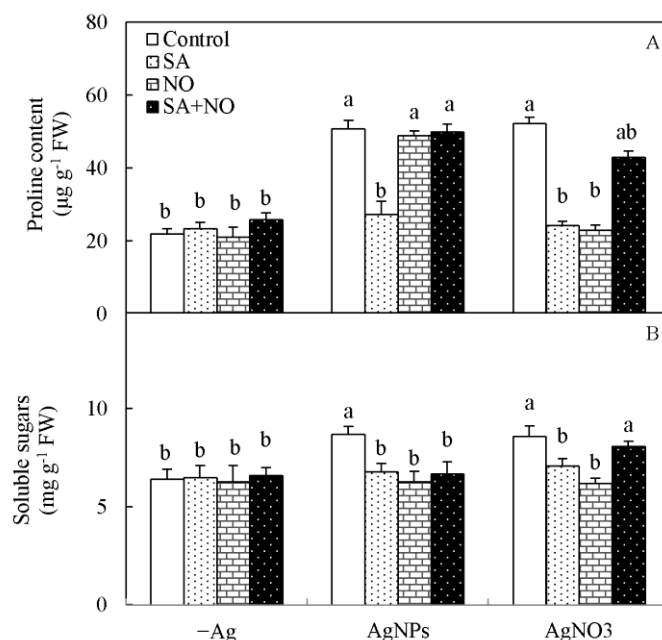 80
60
40
20
0
Proline content
(μg g⁻¹ FW)
Control
SA
NO
SA+NO
A
b b b b
a b a a
a b b ab
B
10
5
0
Soluble sugars
(mg g⁻¹ FW)
b b b b
a b b b
a b b a
−Ag AgNPs AgNO3